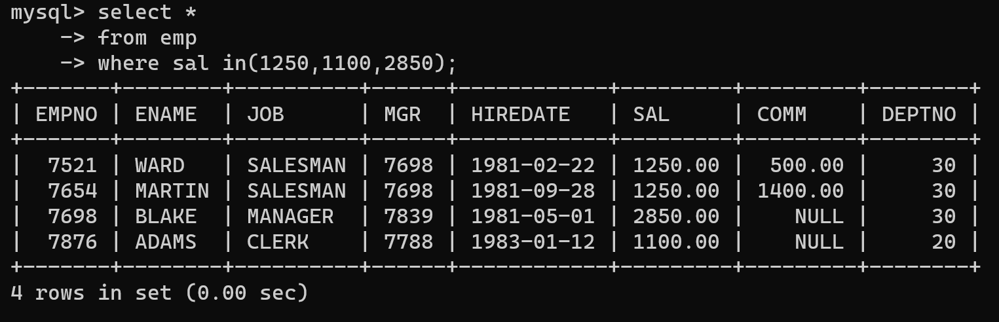 mysql> select *
    -> from emp
    -> where sal in(1250,1100,2850);
+-------+--------+----------+------+------------+---------+---------+--------+
| EMPNO | ENAME  | JOB      | MGR  | HIREDATE   | SAL     | COMM    | DEPTNO |
+-------+--------+----------+------+------------+---------+---------+--------+
|  7521 | WARD   | SALESMAN | 7698 | 1981-02-22 | 1250.00 |  500.00 |     30 |
|  7654 | MARTIN | SALESMAN | 7698 | 1981-09-28 | 1250.00 | 1400.00 |     30 |
|  7698 | BLAKE  | MANAGER  | 7839 | 1981-05-01 | 2850.00 |    NULL |     30 |
|  7876 | ADAMS  | CLERK    | 7788 | 1983-01-12 | 1100.00 |    NULL |     20 |
+-------+--------+----------+------+------------+---------+---------+--------+
4 rows in set (0.00 sec)